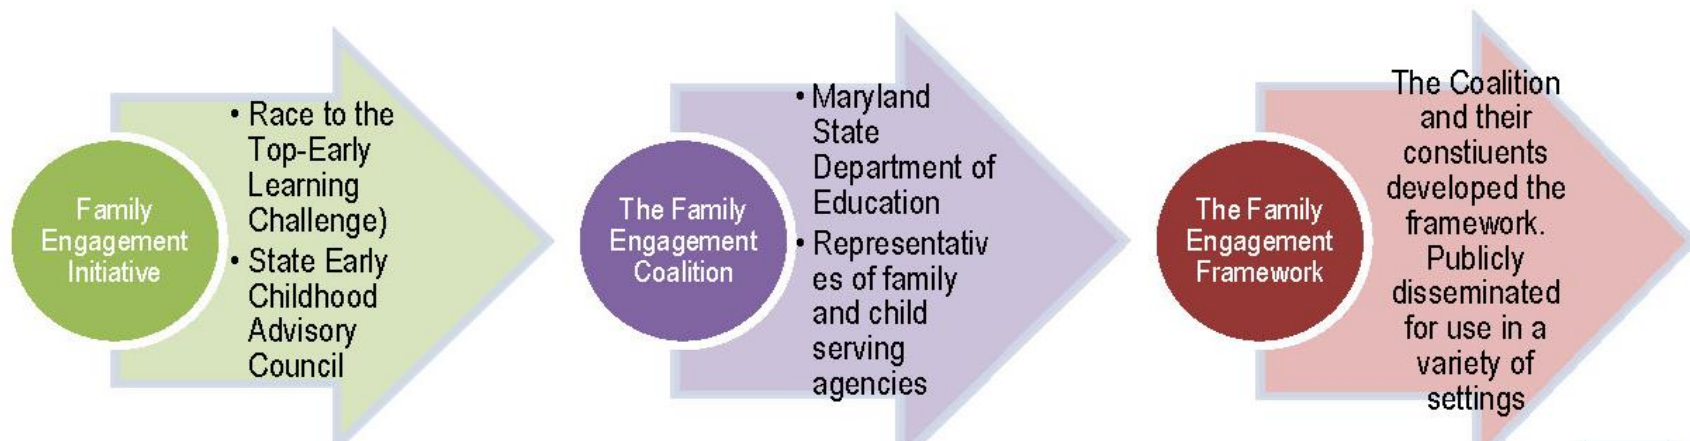 Family
Engagement
Initiative
• Race to the
Top-Early
Learning
Challenge)
• State Early
Childhood
Advisory
Council
The Family
Engagement
Coalition
• Maryland
State
Department of
Education
• Representativ
es of family
and child
serving
agencies
The Family
Engagement
Framework
The Coalition
and their
constiuents
developed the
framework.
Publicly
disseminated
for use in a
variety of
settings